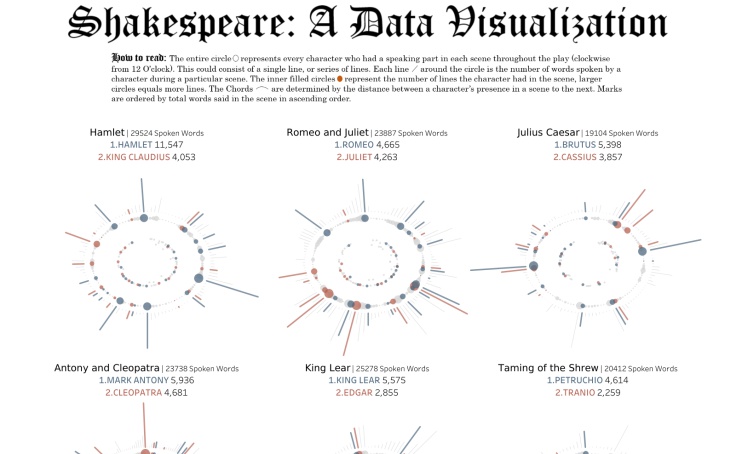 Shakespeare: A Data Visualization
How to read: The entire circle represents every character who had a speaking part in each scene throughout the play (clockwise
from 12 O'clock). This could consist of a single line, or series of lines. Each line around the circle is the number of words spoken by a
character during a particular scene. The inner filled circles represent the number of lines the character had in the scene, larger
circles equals more lines. The Chords are determined by the distance between a character's presence in a scene to the next. Marks
are ordered by total words said in the scene in ascending order.
Hamlet | 29524 Spoken Words
1.HAMLET 11,547
2.KING CLAUDIUS 4,053
Romeo and Juliet | 23887 Spoken Words
1.ROMEO 4,665
2.JULIET 4,263
Julius Caesar | 19104 Spoken Words
1.BRUTUS 5,398
2.CASSIUS 3,857
Antony and Cleopatra | 23738 Spoken Words
1.MARK ANTONY 5,936
2.CLEOPATRA 4,681
King Lear | 25278 Spoken Words
1.KING LEAR 5,575
2.EDGAR 2,855
Taming of the Shrew | 20412 Spoken Words
1.PETRUCHIO 4,614
2.TRANIO 2,259